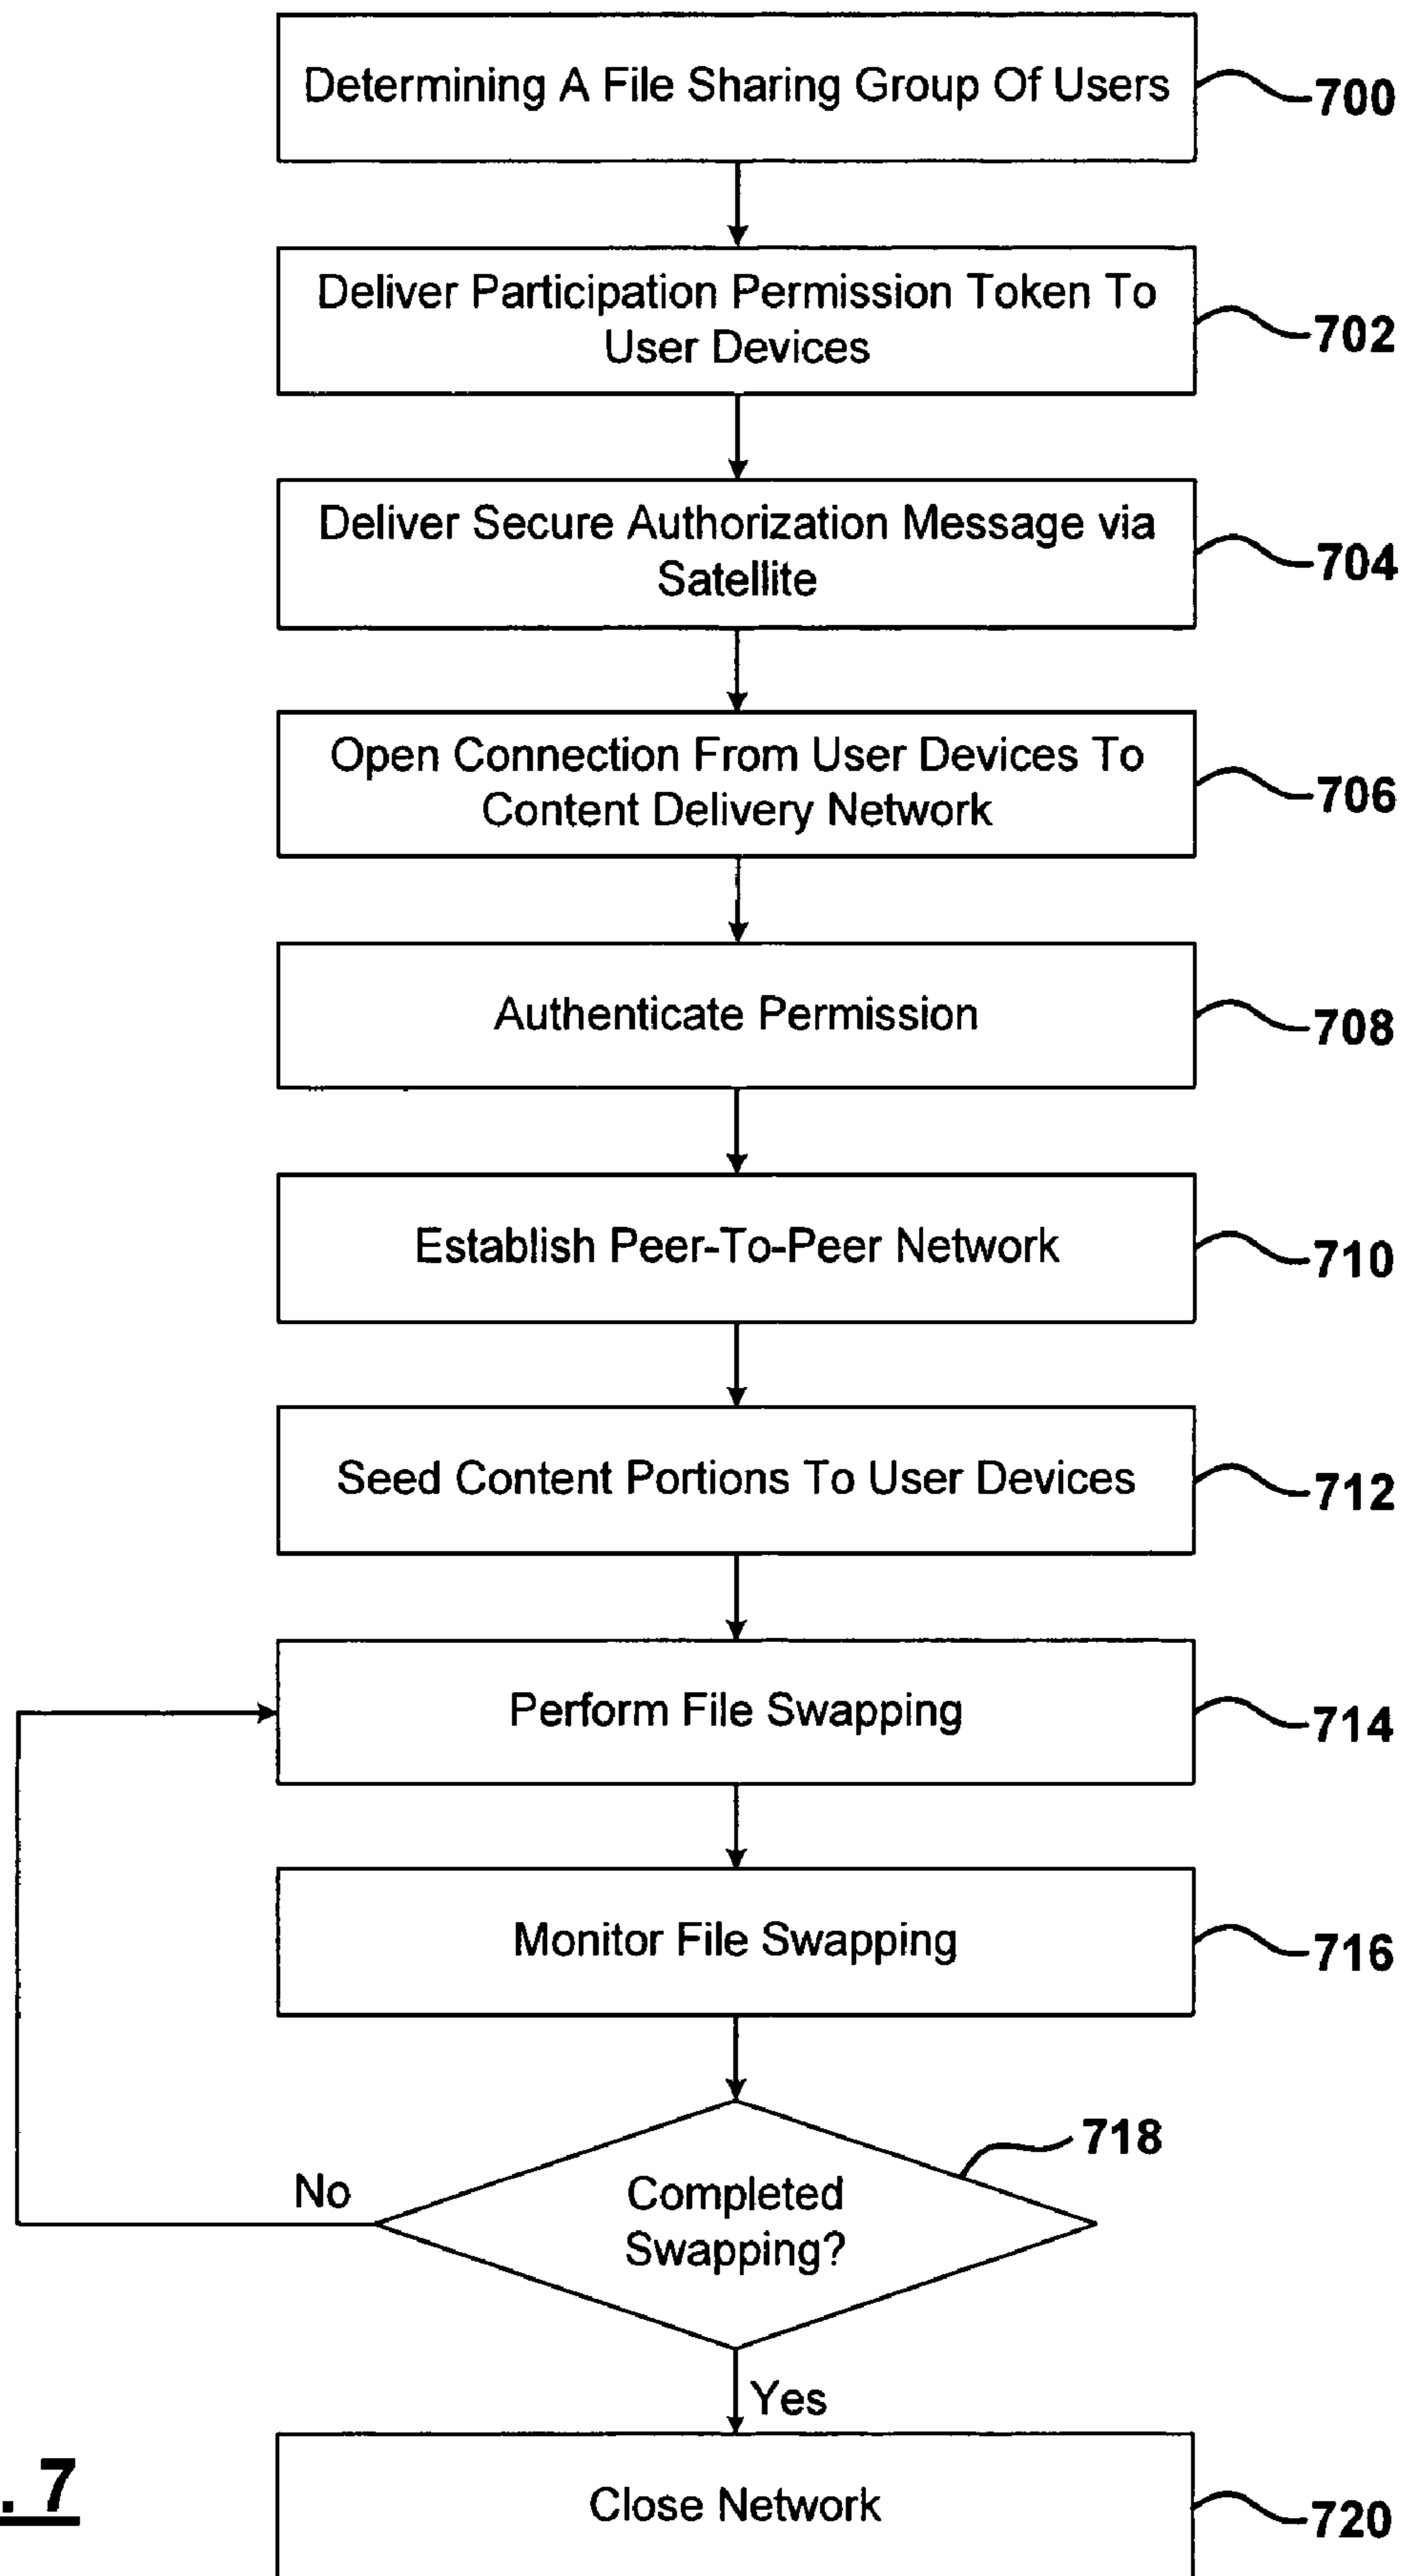 Determining A File Sharing Group Of Users
700
Deliver Participation Permission Token To
User Devices
702
Deliver Secure Authorization Message via
Satellite
704
Open Connection From User Devices To
Content Delivery Network
706
Authenticate Permission
708
Establish Peer-To-Peer Network
710
Seed Content Portions To User Devices
712
Perform File Swapping
714
Monitor File Swapping
716
718
No
Completed
Swapping?
Yes
. 7
Close Network
720